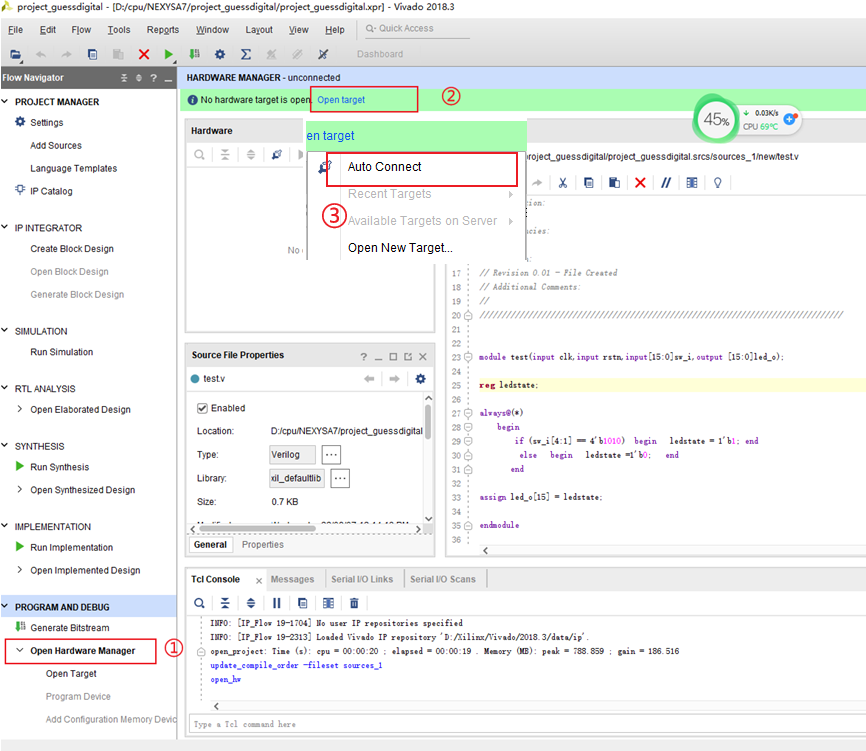 project_guessdigital - [D:/cpu/NEXYSA7/project_guessdigital/project_guessdigital.xpr] - Vivado 2018.3
File Edit Flow Tools Reports Window Layout View Help Quick Access
Dashboard
Flow Navigator
HARDWARE MANAGER - unconnected
No hardware target is open. Open target
②
45%
0.03K/s
CPU 69℃
PROJECT MANAGER
Settings
Add Sources
Language Templates
IP Catalog
IP INTEGRATOR
Create Block Design
Open Block Design
Generate Block Design
SIMULATION
Run Simulation
RTL ANALYSIS
Open Elaborated Design
SYNTHESIS
Run Synthesis
Open Synthesized Design
IMPLEMENTATION
Run Implementation
Open Implemented Design
PROGRAM AND DEBUG
Generate Bitstream
Open Hardware Manager
①
Open Target
Program Device
Add Configuration Memory Devic
Hardware
No
en target
Auto Connect
Recent Targets
③
Available Targets on Server
Open New Target...
roject_guessdigital/project_guessdigital.srcs/sources_1/new/test.v
17 // Revision 0.01 - File Created
18 // Additional Comments:
19 //
20 //////////////////////////////////////////////////////////////////////////////////
21
22
23 module test(input clk,input rstn,input[15:0]sw_i,output [15:0]led_o);
24
25 reg ledstate;
26
27 always@(*)
28 begin
29 if (sw_i[4:1] == 4'b1010) begin ledstate = 1'b1; end
30 else begin ledstate =1'b0; end
31 end
32
33 assign led_o[15] = ledstate;
34
35 endmodule
36
Source File Properties
test.v
Enabled
Location: D:/cpu/NEXYSA7/project_guessdigital
Type: Verilog
Library: xil_defaultlib
Size: 0.7 KB
General Properties
Tcl Console Messages Serial I/O Links Serial I/O Scans
INFO: [IP_Flow 19-1704] No user IP repositories specified
INFO: [IP_Flow 19-2313] Loaded Vivado IP repository 'D:/Xilinx/Vivado/2018.3/data/ip'.
open_project: Time (s): cpu = 00:00:20 ; elapsed = 00:00:19 . Memory (MB): peak = 788.859 ; gain = 186.516
update_compile_order -fileset sources_1
open_hw
Type a Tcl command here